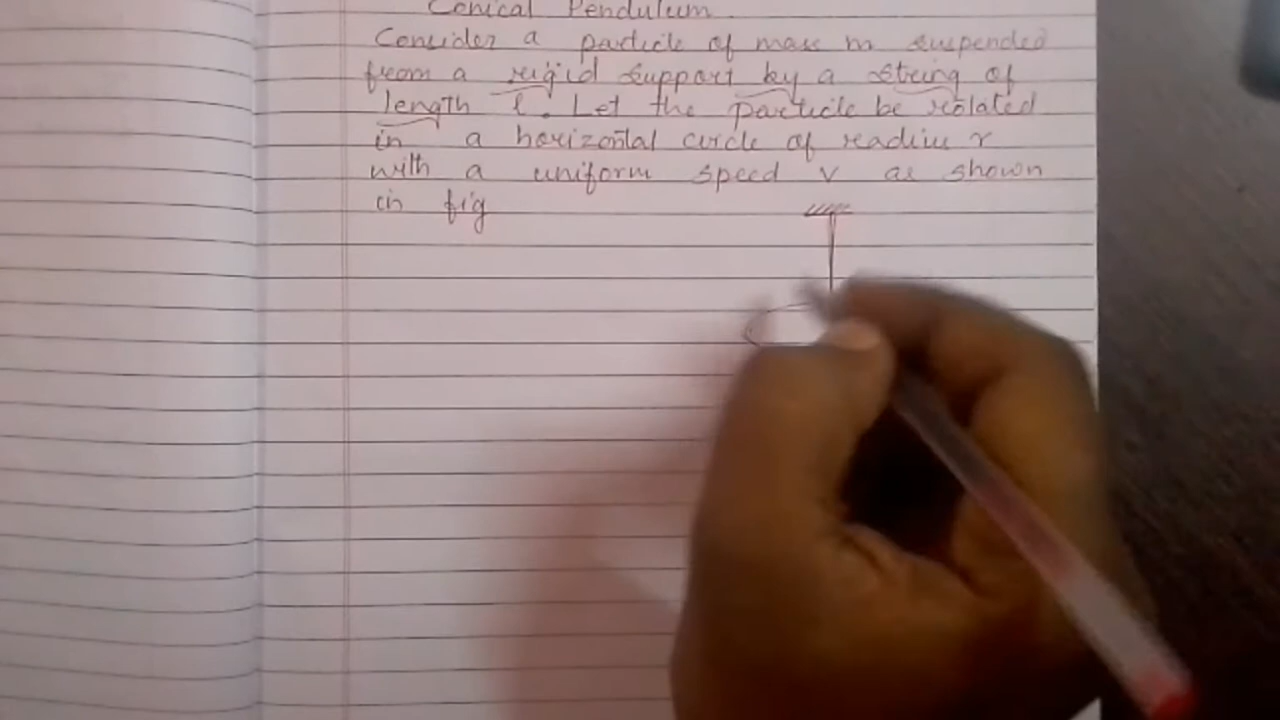 Conical Pendulum
Consider a particle of mass m suspended
from a rigid support by a string of
length l. Let the particle be rotated
in a horizontal circle of readius r
with a uniform speed v as shown
in fig